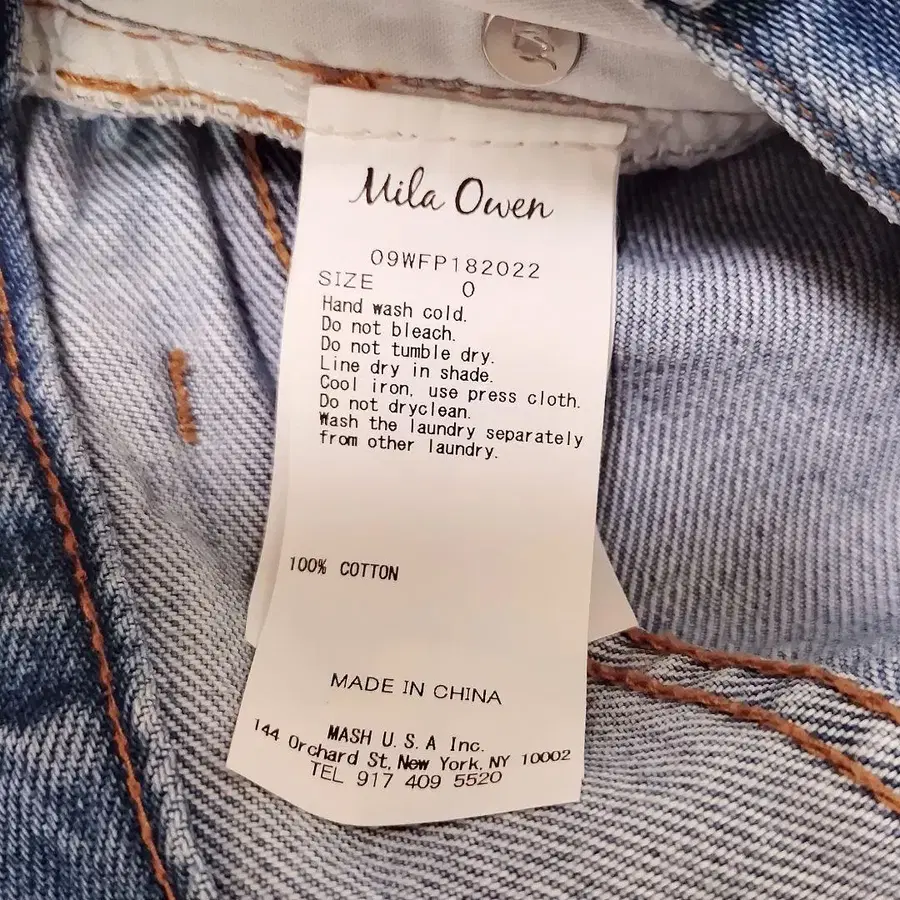 Mila Owen
09WFP182022
SIZE 0
Hand wash cold.
Do not bleach.
Do not tumble dry.
Line dry in shade.
Cool iron, use press cloth.
Do not dryclean.
Wash the laundry separately
from other laundry.
100% COTTON
MADE IN CHINA
MASH U.S.A Inc.
144 Orchard St, New York, NY 10002
TEL 917 409 5520